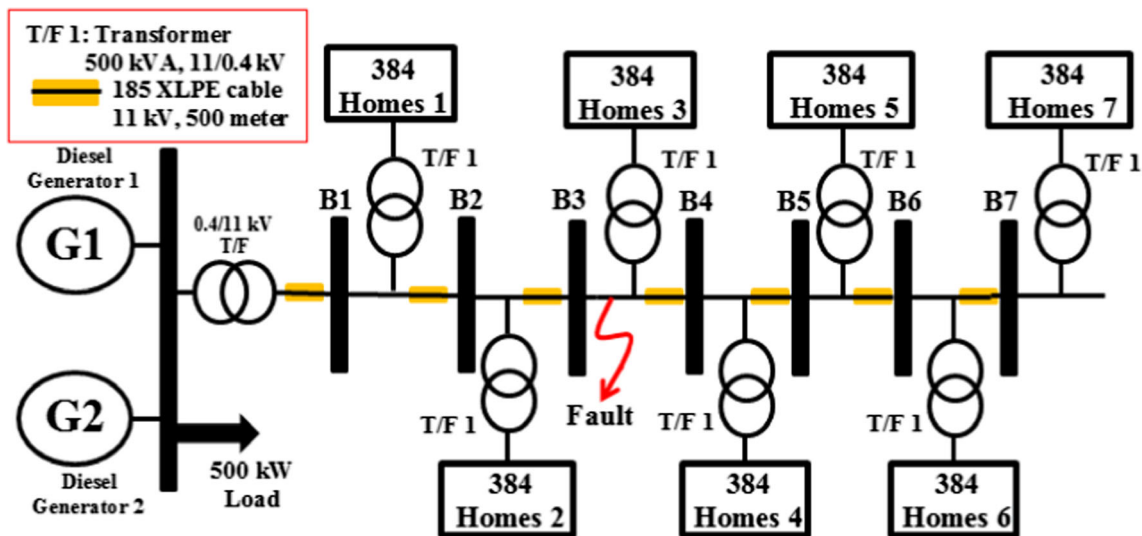 T/F 1: Transformer
500 kVA, 11/0.4 kV
185 XLPE cable
11 kV, 500 meter
384
Homes 1
384
Homes 3
384
Homes 5
384
Homes 7
Diesel
Generator 1
G1
0.4/11 kV
T/F
B1
T/F 1
B2
B3
T/F 1
B4
B5
T/F 1
B6
B7
T/F 1
G2
Diesel
Generator 2
500 kW
Load
T/F 1
Fault
T/F 1
T/F 1
384
Homes 2
384
Homes 4
384
Homes 6